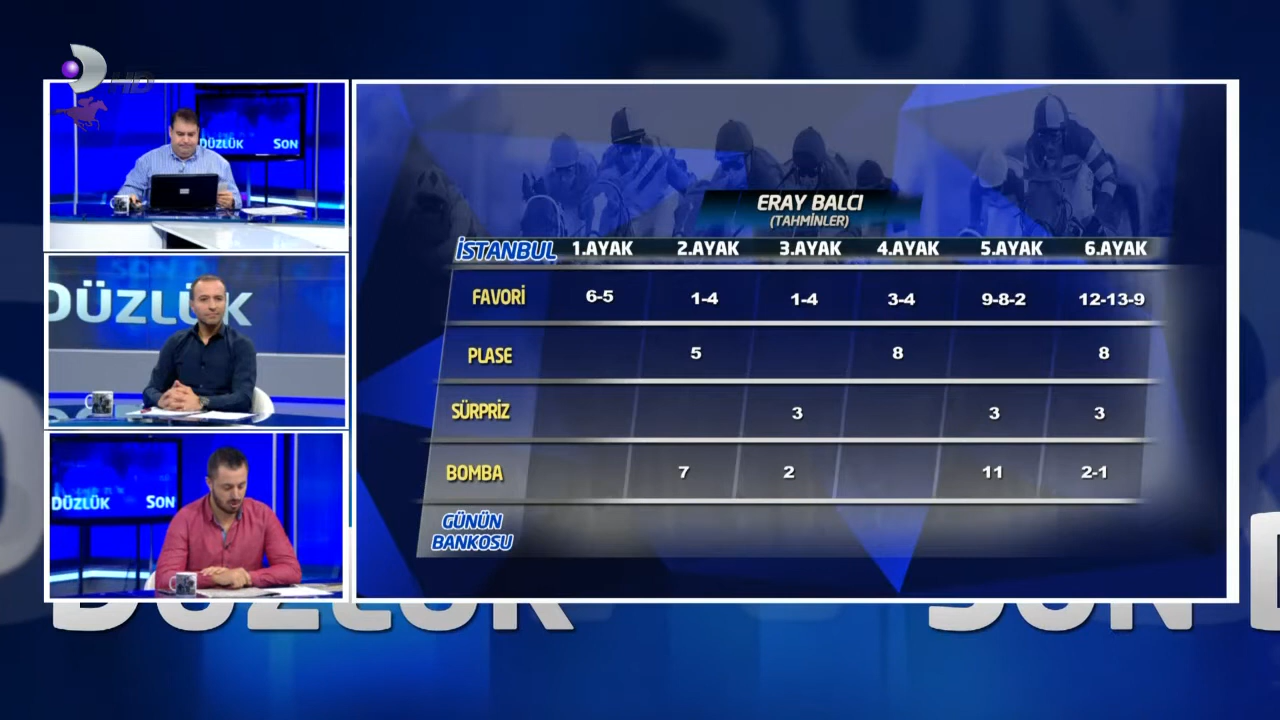 SON
HD
DÜZLÜK SON
SON
DÜZLÜK
DÜZLÜK SON
ERAY BALCI
(TAHMİNLER)
İSTANBUL 1.AYAK 2.AYAK 3.AYAK 4.AYAK 5.AYAK 6.AYAK
FAVORİ 6-5 1-4 1-4 3-4 9-8-2 12-13-9
PLASE 5 8 8
SÜRPRİZ 3 3 3
BOMBA 7 2 11 2-1
GÜNÜN
BANKOSU
DÜZLÜK SON